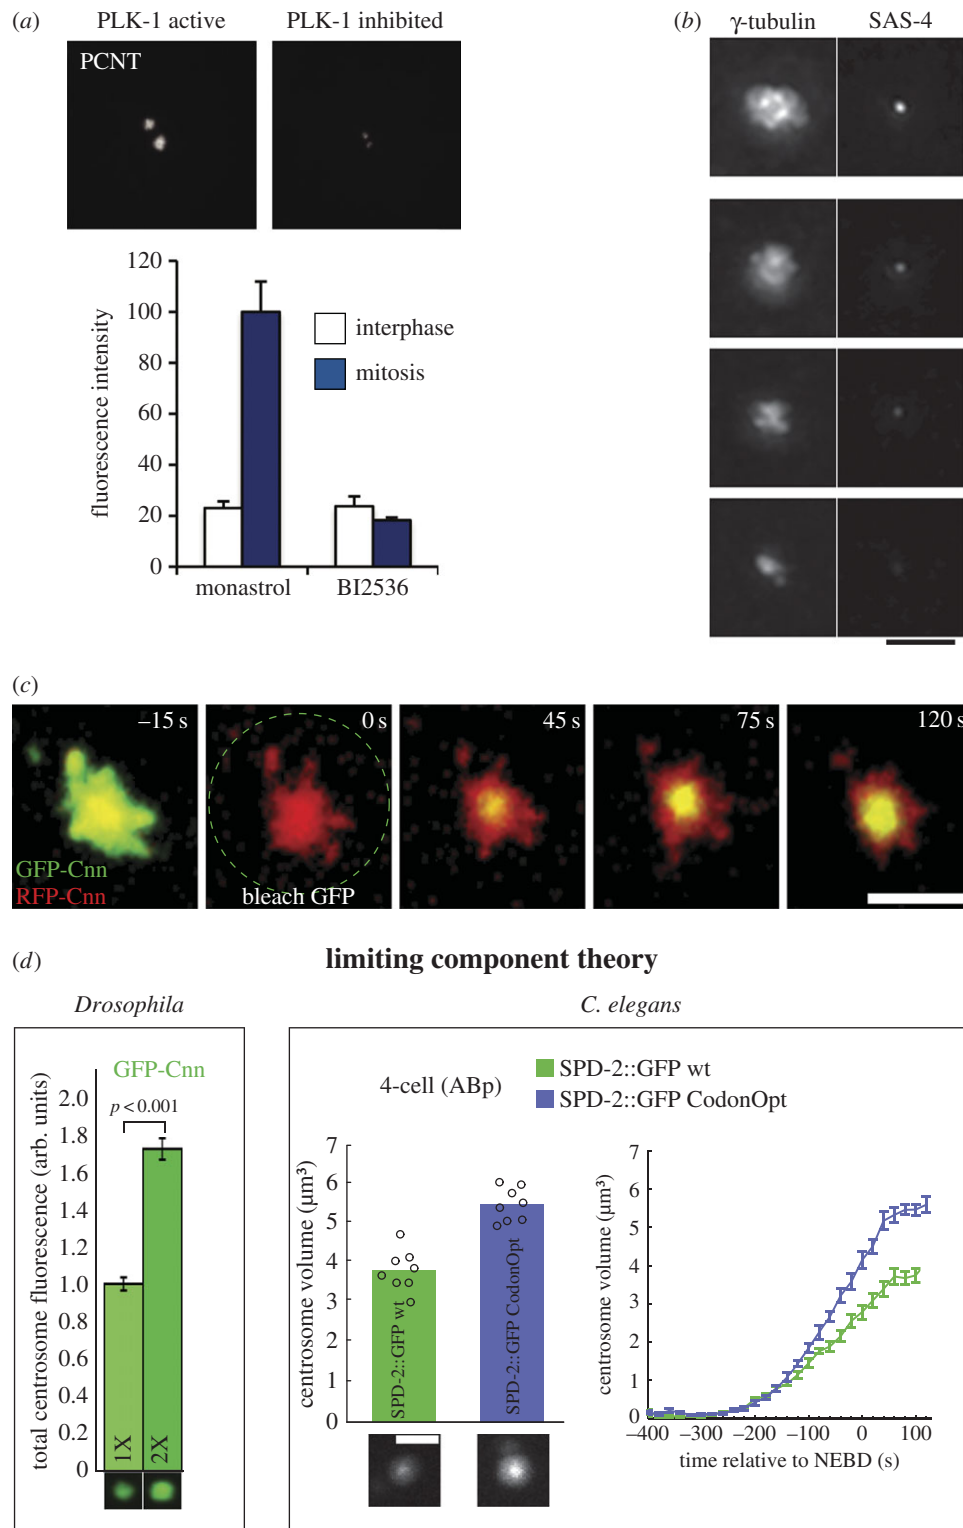 (a)
PLK-1 active
PLK-1 inhibited
PCNT
fluorescence intensity
120
100
80
60
40
20
0
interphase
mitosis
monastrol
BI2536
(b)
γ-tubulin
SAS-4
(c)
–15 s
0 s
45 s
75 s
120 s
GFP-Cnn
RFP-Cnn
bleach GFP
(d)
limiting component theory
Drosophila
total centrosome fluorescence (arb. units)
GFP-Cnn
p < 0.001
2.0
1.8
1.6
1.4
1.2
1.0
0.8
0.6
0.4
0.2
0
1X
2X
C. elegans
4-cell (ABp)
SPD-2::GFP wt
SPD-2::GFP CodonOpt
centrosome volume (µm³)
7
6
5
4
3
2
1
0
SPD-2::GFP wt
SPD-2::GFP CodonOpt
centrosome volume (µm³)
7
6
5
4
3
2
1
0
–400
–300
–200
–100
0
100
time relative to NEBD (s)